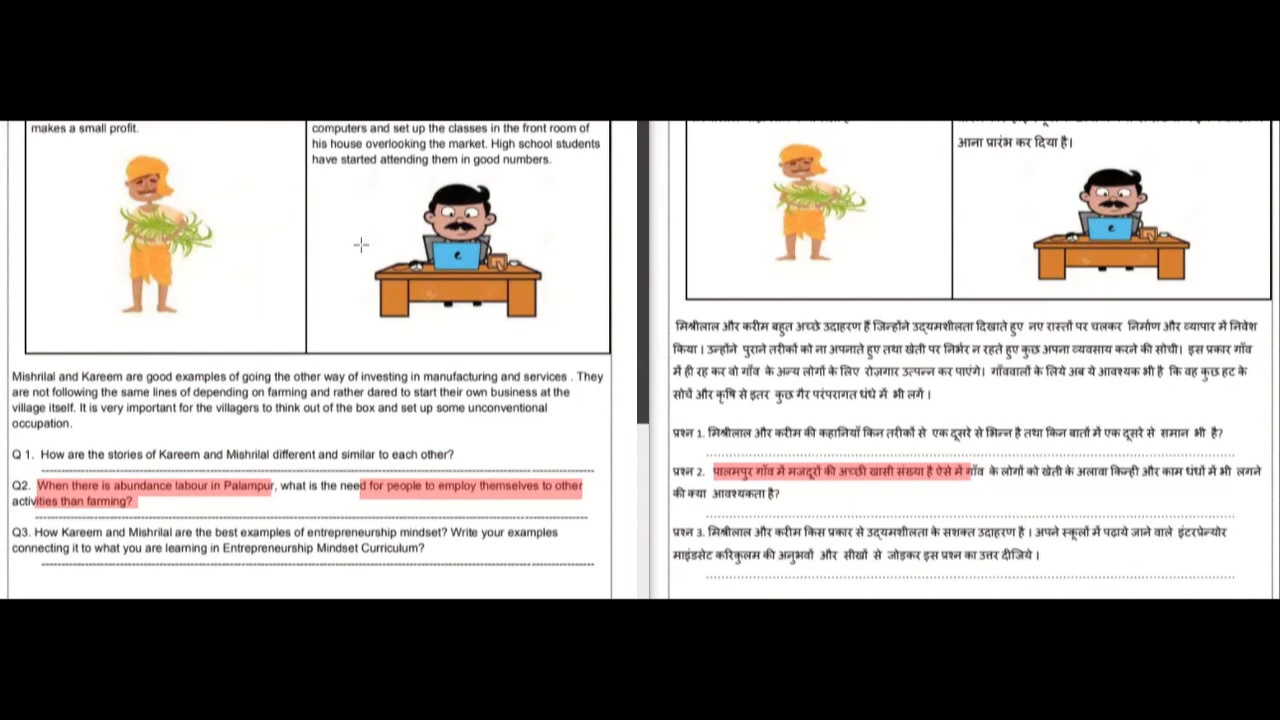 makes a small profit.
computers and set up the classes in the front room of
his house overlooking the market. High school students
have started attending them in good numbers.
Mishrilal and Kareem are good examples of going the other way of investing in manufacturing and services . They
are not following the same lines of depending on farming and rather dared to start their own business at the
village itself. It is very important for the villagers to think out of the box and set up some unconventional
occupation.
Q 1. How are the stories of Kareem and Mishrilal different and similar to each other?
Q2. When there is abundance labour in Palampur, what is the need for people to employ themselves to other
activities than farming?
Q3. How Kareem and Mishrilal are the best examples of entrepreneurship mindset? Write your examples
connecting it to what you are learning in Entrepreneurship Mindset Curriculum?
आना प्रारंभ कर दिया है।
मिश्रीलाल और करीम बहुत अच्छे उदाहरण हैं जिन्होंने उद्यमशीलता दिखाते हुए नए रास्तों पर चलकर निर्माण और व्यापार में निवेश
किया । उन्होंने पुराने तरीकों को ना अपनाते हुए तथा खेती पर निर्भर न रहते हुए कुछ अपना व्यवसाय करने की सोची। इस प्रकार गाँव
में ही रह कर वो गाँव के अन्य लोगों के लिए रोज़गार उत्पन्न कर पाएंगे। गाँववालों के लिये अब ये आवश्यक भी है कि वह कुछ हट के
सोचें और कृषि से इतर कुछ गैर परंपरागत धंधे में भी लगें ।
प्रश्न 1. मिश्रीलाल और करीम की कहानियाँ किन तरीकों से एक दूसरे से भिन्न है तथा किन बातों में एक दूसरे से समान भी है?
प्रश्न 2. पालमपुर गाँव में मजदूरों की अच्छी खासी संख्या है ऐसे में गाँव के लोगों को खेती के अलावा किन्ही और काम धंधों में भी लगने
की क्या आवश्यकता है?
प्रश्न 3. मिश्रीलाल और करीम किस प्रकार से उद्यमशीलता के सशक्त उदाहरण है । अपने स्कूलों में पढ़ाये जाने वाले इंटरप्रेन्योर
माइंडसेट करिकुलम की अनुभवों और सीखों से जोड़कर इस प्रश्न का उत्तर दीजिये ।